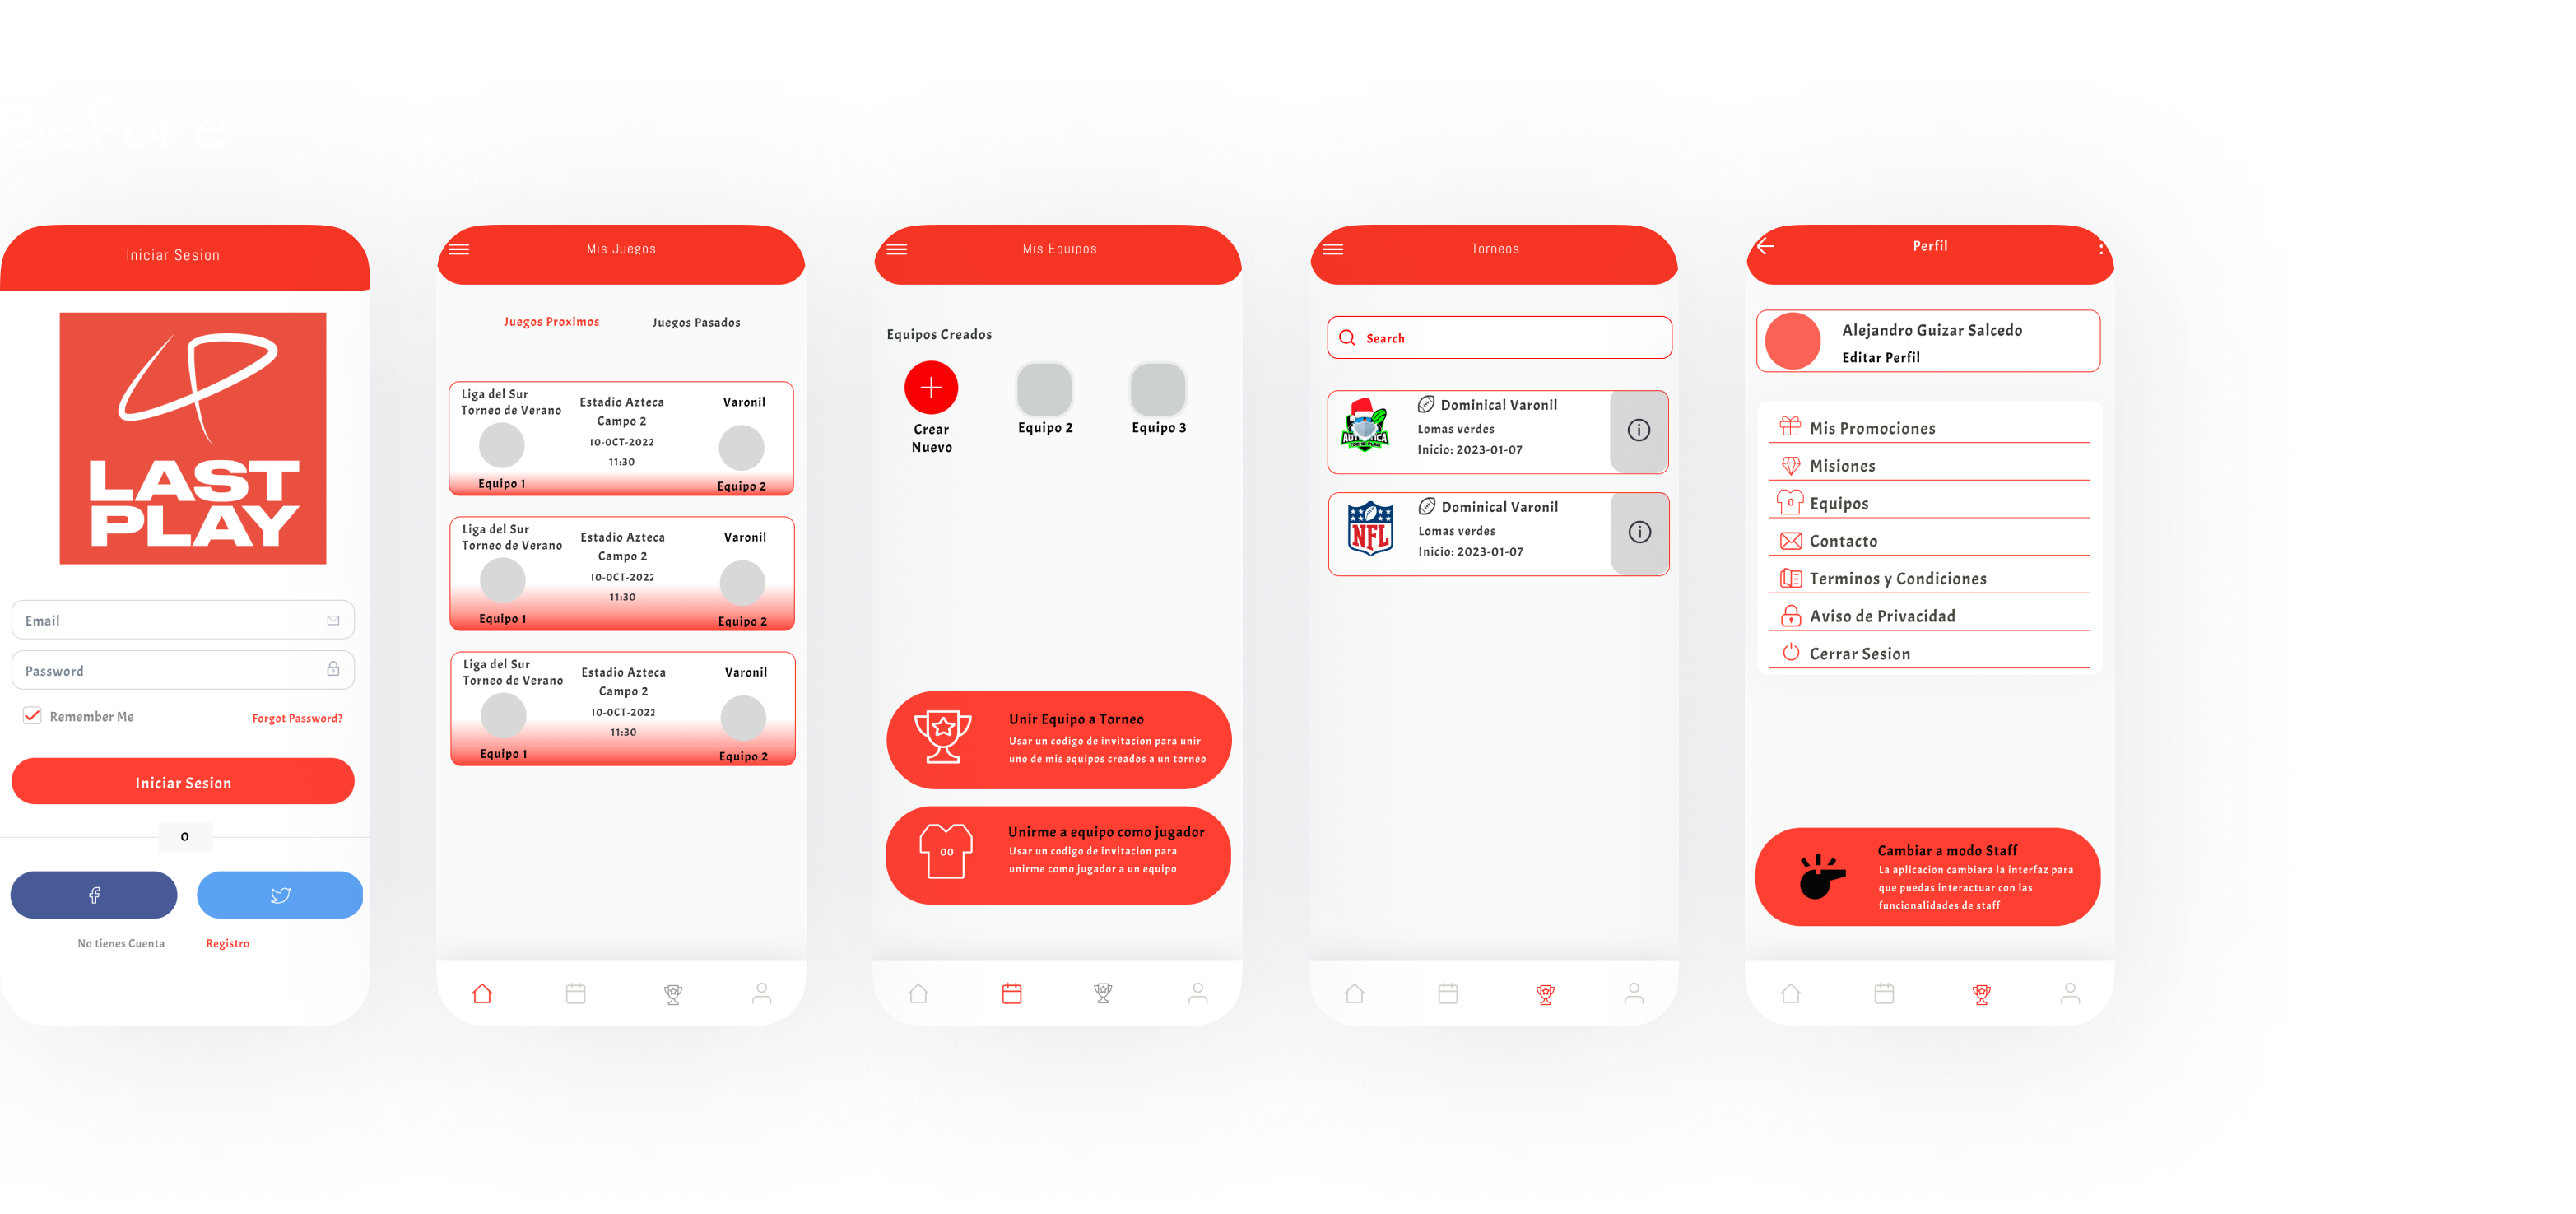 Before
Iniciar Sesion
LAST
PLAY
Email
Password
Remember Me
Forgot Password?
Iniciar Sesion
O
No tienes Cuenta
Registro
Mis Juegos
Juegos Proximos
Juegos Pasados
Liga del Sur
Torneo de Verano
Estadio Azteca
Campo 2
10-OCT-2022
11:30
Varonil
Equipo 1
Equipo 2
Liga del Sur
Torneo de Verano
Estadio Azteca
Campo 2
10-OCT-2022
11:30
Varonil
Equipo 1
Equipo 2
Liga del Sur
Torneo de Verano
Estadio Azteca
Campo 2
10-OCT-2022
11:30
Varonil
Equipo 1
Equipo 2
Mis Equipos
Equipos Creados
Crear
Nuevo
Equipo 2
Equipo 3
Unir Equipo a Torneo
Usar un codigo de invitacion para unir
uno de mis equipos creados a un torneo
00
Unirme a equipo como jugador
Usar un codigo de invitacion para
unirme como jugador a un equipo
Torneos
Search
Dominical Varonil
Lomas verdes
Inicio: 2023-01-07
NFL
Dominical Varonil
Lomas verdes
Inicio: 2023-01-07
Perfil
Alejandro Guizar Salcedo
Editar Perfil
Mis Promociones
Misiones
0
Equipos
Contacto
Terminos y Condiciones
Aviso de Privacidad
Cerrar Sesion
Cambiar a modo Staff
La aplicacion cambiara la interfaz para
que puedas interactuar con las
funcionalidades de staff